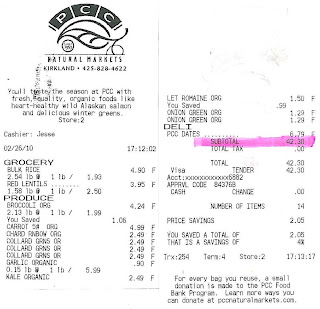 PCC
NATURAL MARKETS
KIRKLAND • 425-828-4622
You'll taste the season at PCC with
fresh, quality, organic foods like
heart-healthy wild Alaskan salmon
and delicious winter greens.
Store:2
Cashier: Jesse
02/26/10 17:12:02
GROCERY
BULK RICE 4.90 F
2.54 lb @ 1 lb / 1.93
RED LENTILS 3.95 F
1.58 lb @ 1 lb / 2.50
PRODUCE
BROCCOLI ORG 4.24 F
2.13 lb @ 1 lb / 1.99
You Saved 1.06
CARROT 5# ORG 4.99 F
CHARD RNBOW ORG 2.49 F
COLLARD GRNS OR 2.49 F
COLLARD GRNS OR 2.49 F
COLLARD GRNS OR 2.49 F
GARLIC ORGANIC .90 F
0.15 lb @ 1 lb / 5.99
KALE ORGANIC 2.49 F
LET ROMAINE ORG 1.50 F
You Saved .99
ONION GREEN ORG 1.29 F
ONION GREEN ORG 1.29 F
DELI
PCC DATES 6.79 F
SUBTOTAL 42.30
TOTAL TAX .00
TOTAL 42.30
Visa TENDER 42.30
Acct:xxxxxxxxxxxx6882
APPRVL CODE 84376B
CASH CHANGE .00
NUMBER OF ITEMS 14
PRICE SAVINGS 2.05
YOU SAVED A TOTAL OF 2.05
THAT IS A SAVINGS OF 4%
Trx:254 Term:4 Store:2 17:13:17
For every bag you reuse, a small
donation is made to the PCC Food
Bank Program. Learn more ways you
can donate at pccnaturalmarkets.com.